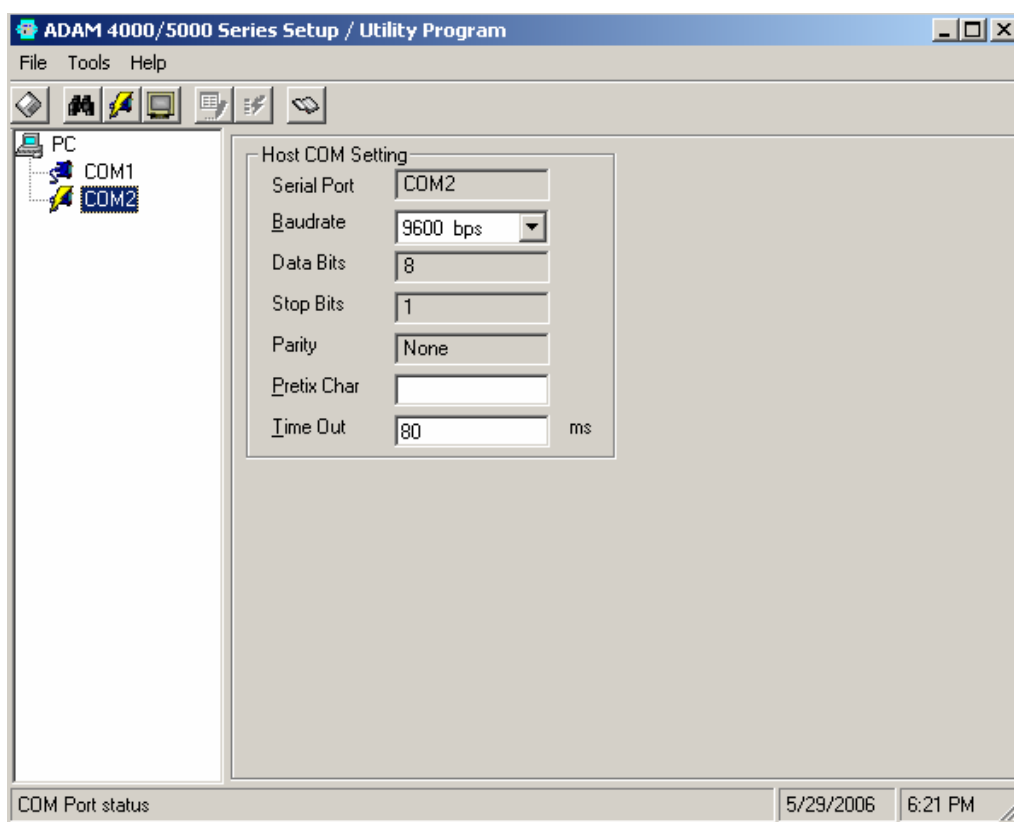 ADAM 4000/5000 Series Setup / Utility Program
File Tools Help
PC
COM1
COM2
Host COM Setting
Serial Port COM2
Baudrate 9600 bps
Data Bits 8
Stop Bits 1
Parity None
Pretix Char
Time Out 80 ms
COM Port status 5/29/2006 6:21 PM